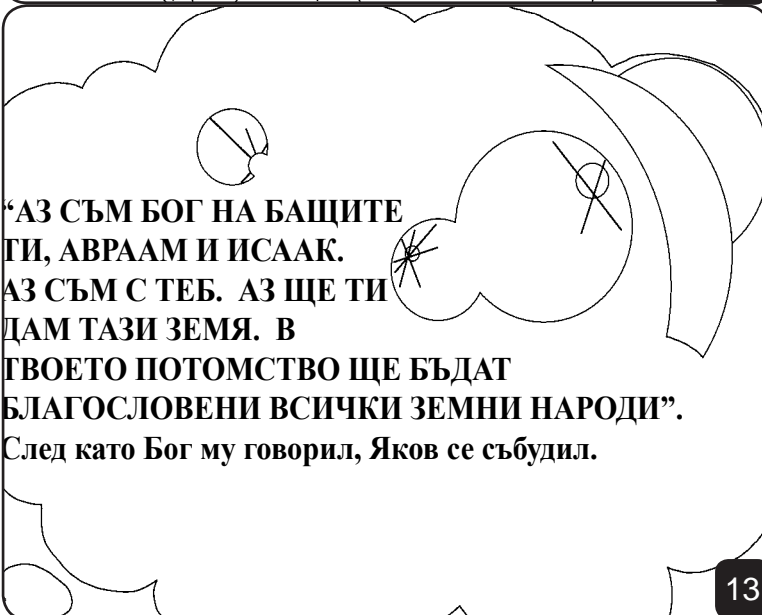 “АЗ СЪМ БОГ НА БАЩИТЕ
ТИ, АВРААМ И ИСААК.
АЗ СЪМ С ТЕБ.  АЗ ЩЕ ТИ
ДАМ ТАЗИ ЗЕМЯ.  В
ТВОЕТО ПОТОМСТВО ЩЕ БЪДАТ
БЛАГОСЛОВЕНИ ВСИЧКИ ЗЕМНИ НАРОДИ”.
След като Бог му говорил, Яков се събудил.
13